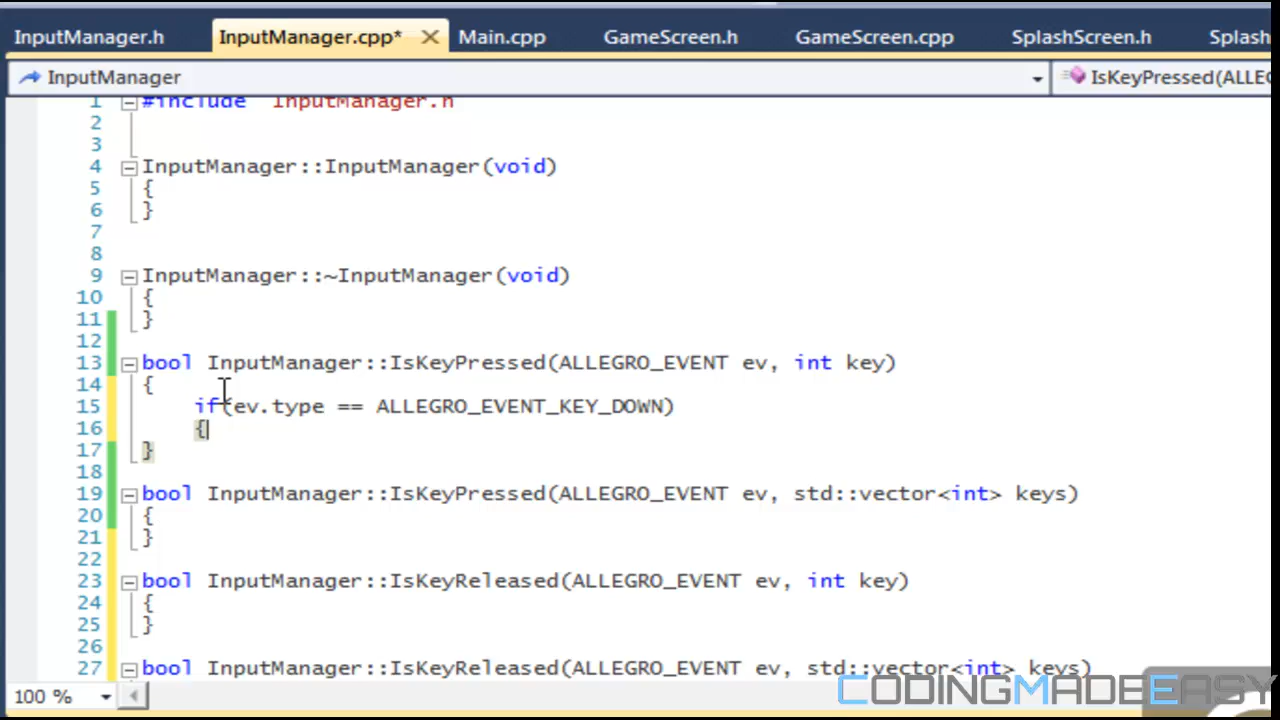 InputManager.h InputManager.cpp* Main.cpp GameScreen.h GameScreen.cpp SplashScreen.h Splash
InputManager IsKeyPressed(ALLEG
1 #include "InputManager.h"
2
3
4 InputManager::InputManager(void)
5 {
6 }
7
8
9 InputManager::~InputManager(void)
10 {
11 }
12
13 bool InputManager::IsKeyPressed(ALLEGRO_EVENT ev, int key)
14 {
15 if(ev.type == ALLEGRO_EVENT_KEY_DOWN)
16 {
17 }
18
19 bool InputManager::IsKeyPressed(ALLEGRO_EVENT ev, std::vector<int> keys)
20 {
21 }
22
23 bool InputManager::IsKeyReleased(ALLEGRO_EVENT ev, int key)
24 {
25 }
26
27 bool InputManager::IsKeyReleased(ALLEGRO_EVENT ev, std::vector<int> keys)
100 %
CODINGMADEEASY